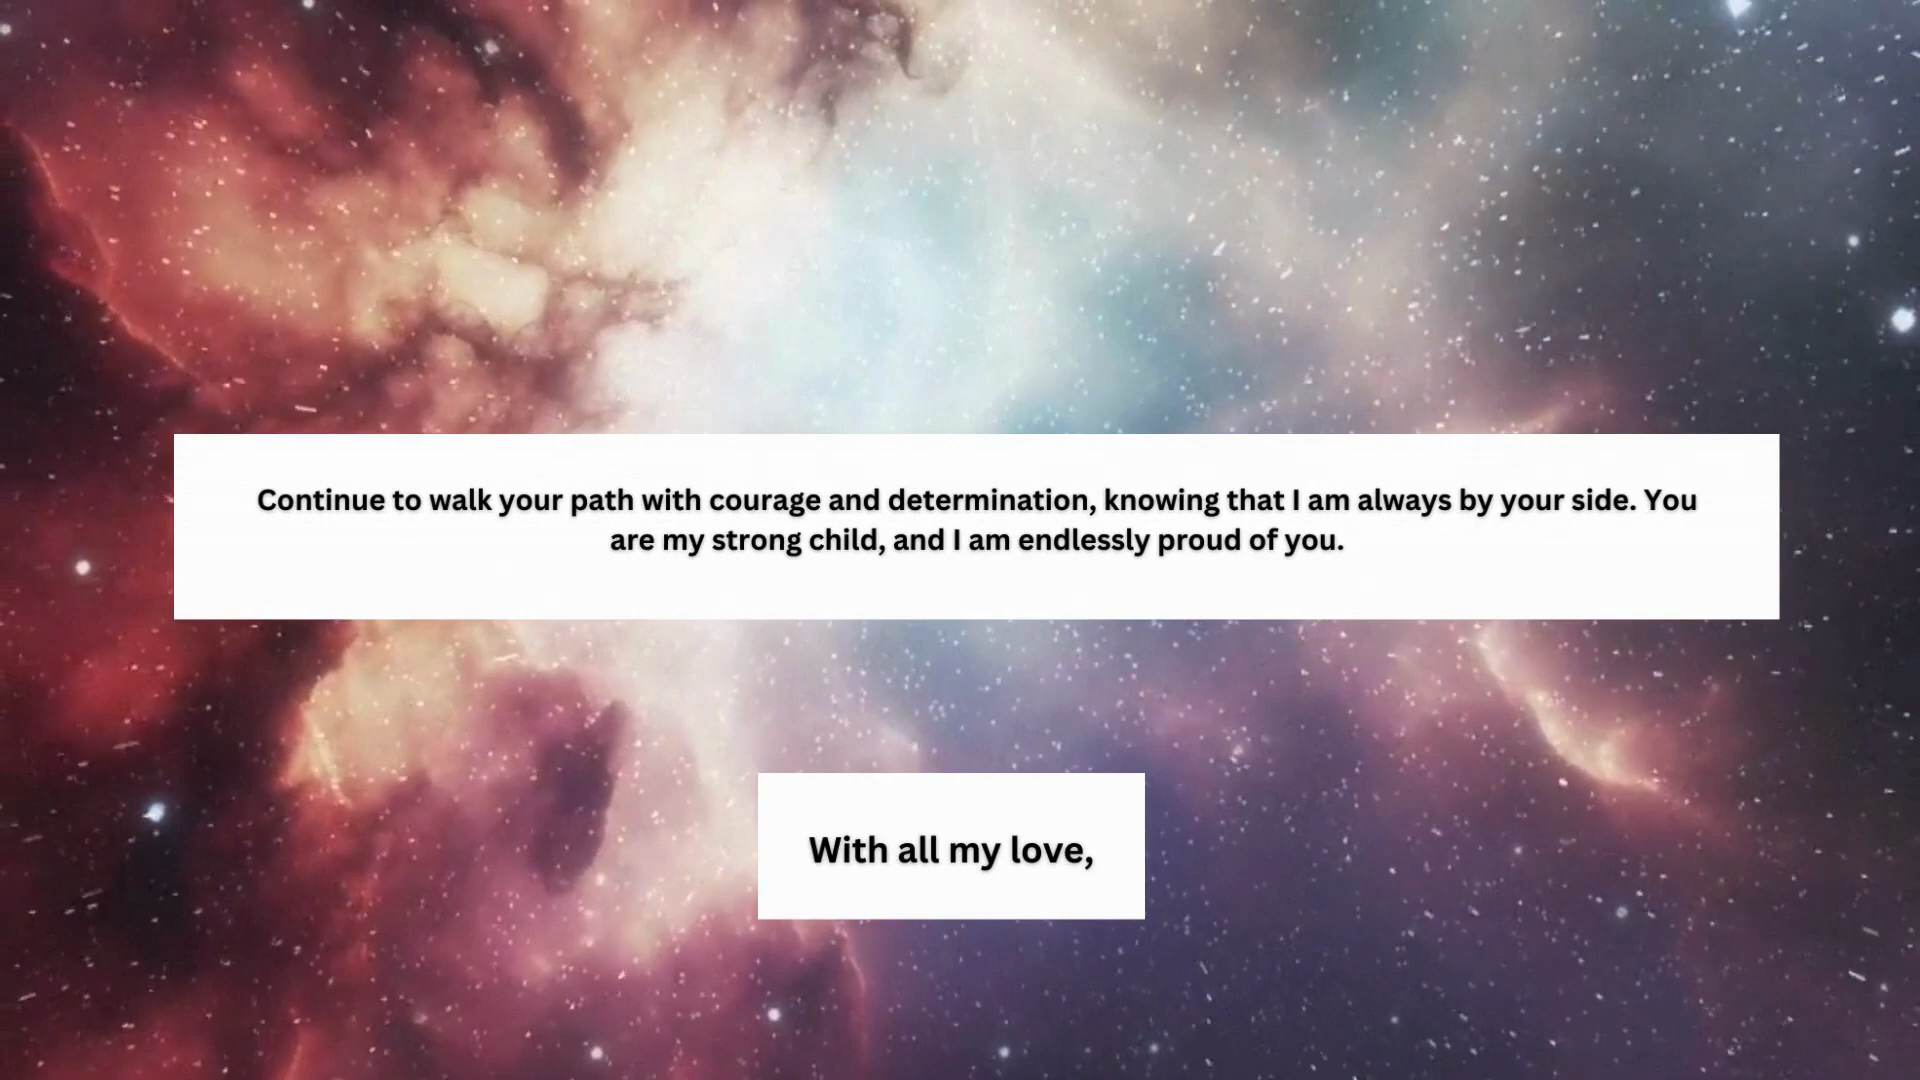 Continue to walk your path with courage and determination, knowing that I am always by your side. You
are my strong child, and I am endlessly proud of you.
With all my love,